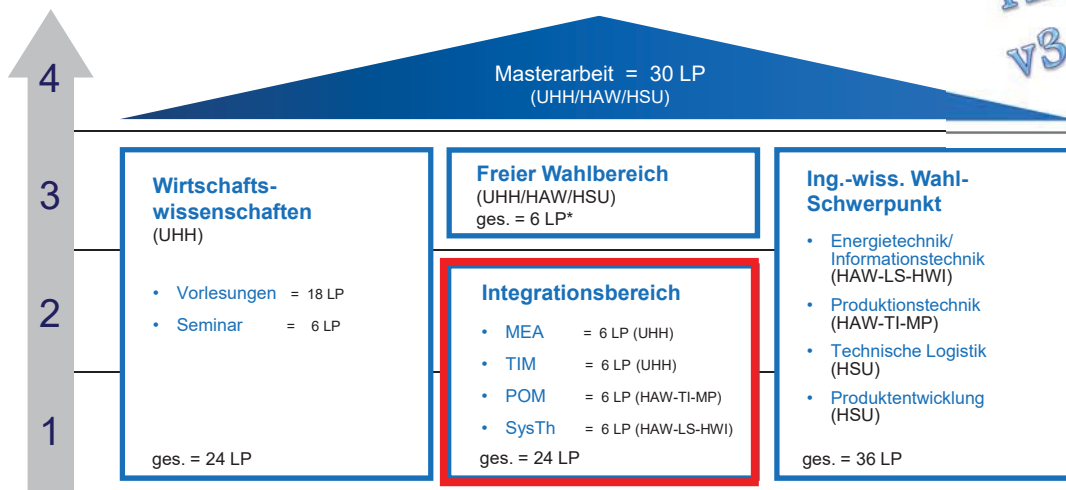 v3
4
Masterarbeit = 30 LP
(UHH/HAW/HSU)
3
2
1
Wirtschafts-
wissenschaften
(UHH)
• Vorlesungen = 18 LP
• Seminar = 6 LP
ges. = 24 LP
Freier Wahlbereich
(UHH/HAW/HSU)
ges. = 6 LP*
Integrationsbereich
• MEA = 6 LP (UHH)
• TIM = 6 LP (UHH)
• POM = 6 LP (HAW-TI-MP)
• SysTh = 6 LP (HAW-LS-HWI)
ges. = 24 LP
Ing.-wiss. Wahl-
Schwerpunkt
• Energietechnik/
Informationstechnik
(HAW-LS-HWI)
• Produktionstechnik
(HAW-TI-MP)
• Technische Logistik
(HSU)
• Produktentwicklung
(HSU)
ges. = 36 LP